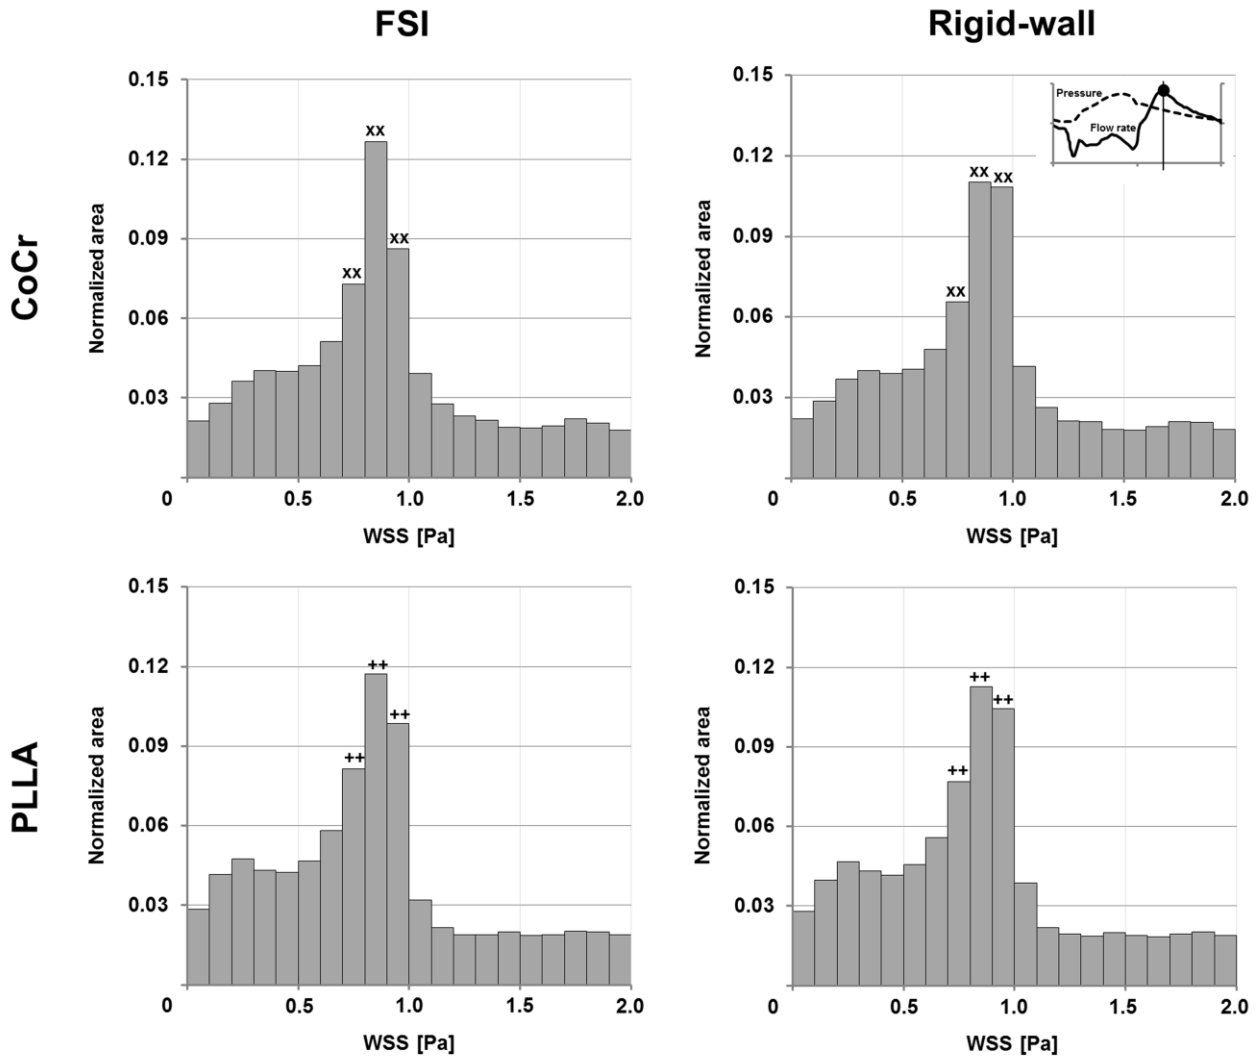 FSI
Rigid-wall
CoCr
Normalized area
0.15
0.12
0.09
0.06
0.03
0
0.5
1.0
1.5
2.0
WSS [Pa]
xx
xx
xx
Normalized area
0.15
0.12
0.09
0.06
0.03
0
0.5
1.0
1.5
2.0
WSS [Pa]
xx
xx
xx
Pressure
Flow rate
PLLA
Normalized area
0.15
0.12
0.09
0.06
0.03
0
0.5
1.0
1.5
2.0
WSS [Pa]
++
++
++
Normalized area
0.15
0.12
0.09
0.06
0.03
0
0.5
1.0
1.5
2.0
WSS [Pa]
++
++
++